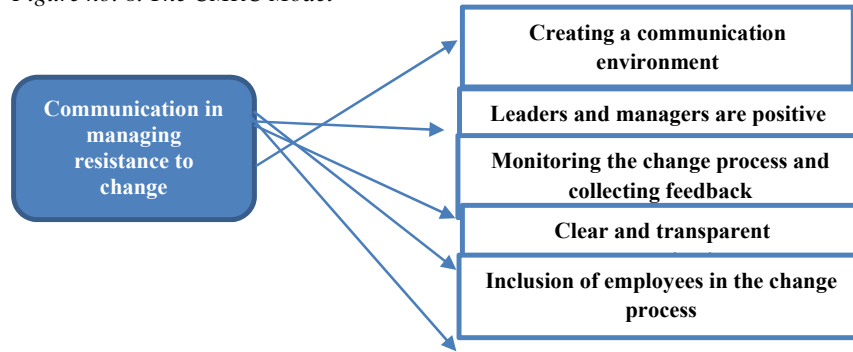 Communication in
managing
resistance to
change
Creating a communication
environment
Leaders and managers are positive
Monitoring the change process and
collecting feedback
Clear and transparent
Inclusion of employees in the change
process